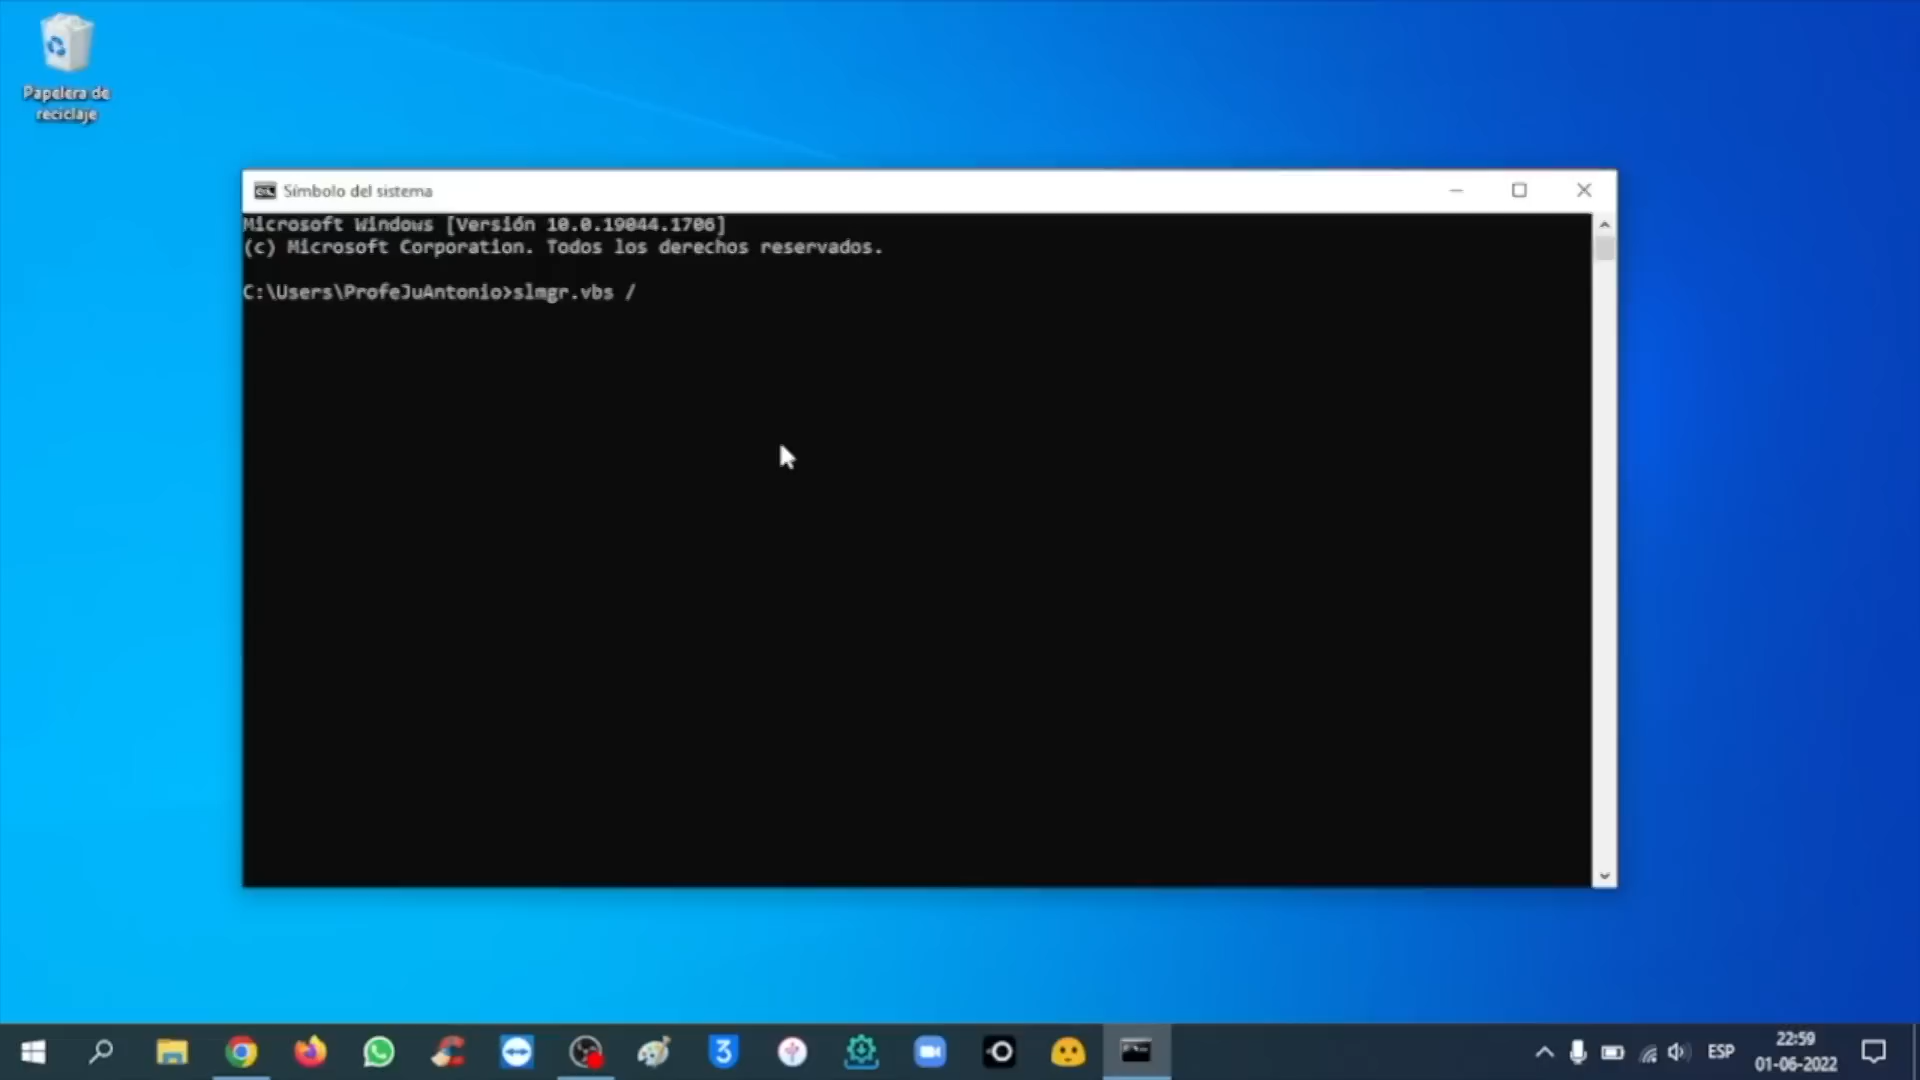 Papelera de
reciclaje
Símbolo del sistema
Microsoft Windows [Versión 10.0.19044.1706]
(c) Microsoft Corporation. Todos los derechos reservados.
C:\Users\ProfeJuAntonio>slmgr.vbs /
3
ESP
22:59
01-06-2022